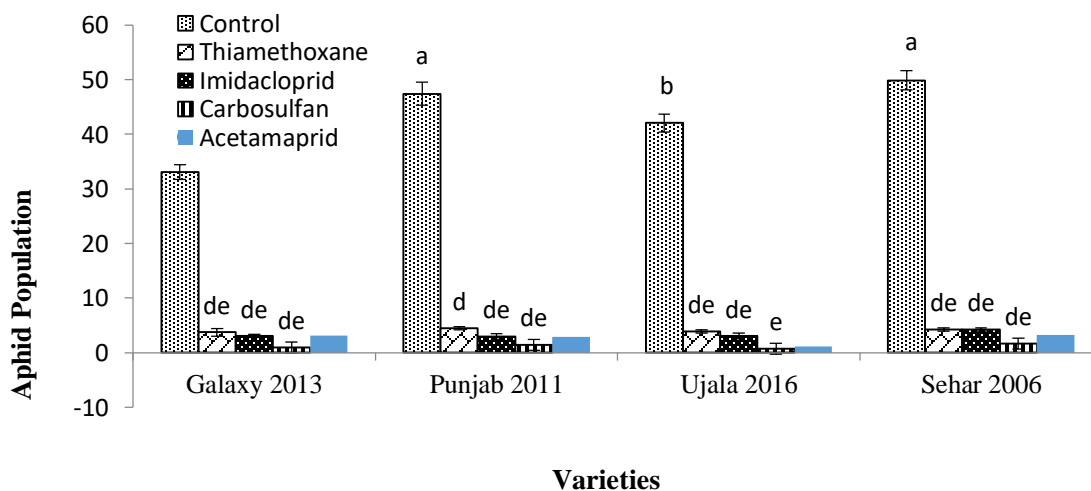 Control
Thiamethoxane
Imidacloprid
Carbosulfan
Acetamaprid
60
50
40
30
20
10
0
-10
Aphid Population
a
b
a
de de de
d de de
de de e
de de de
Galaxy 2013 Punjab 2011 Ujala 2016 Sehar 2006
Varieties